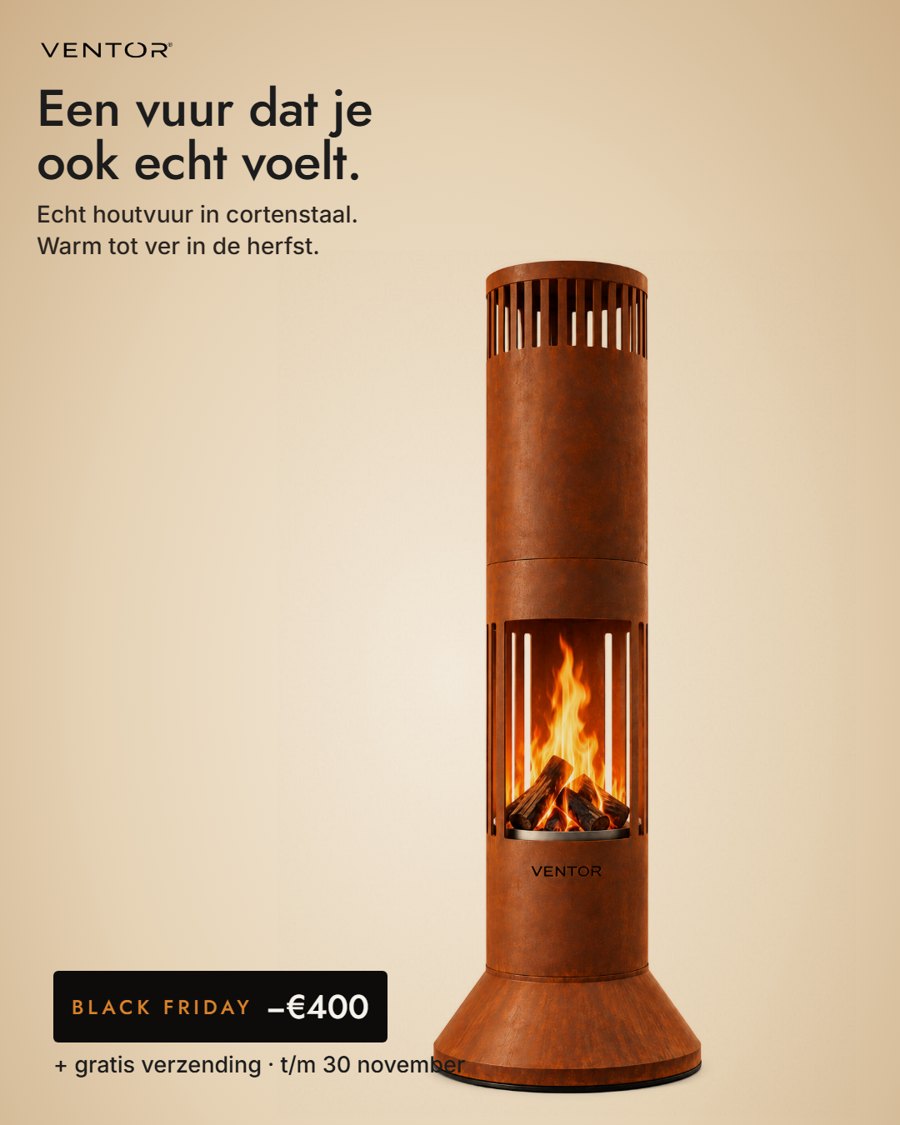 VENTOR®
Een vuur dat je
ook echt voelt.
Echt houtvuur in cortenstaal.
Warm tot ver in de herfst.
VENTOR
BLACK FRIDAY –€400
+ gratis verzending · t/m 30 november